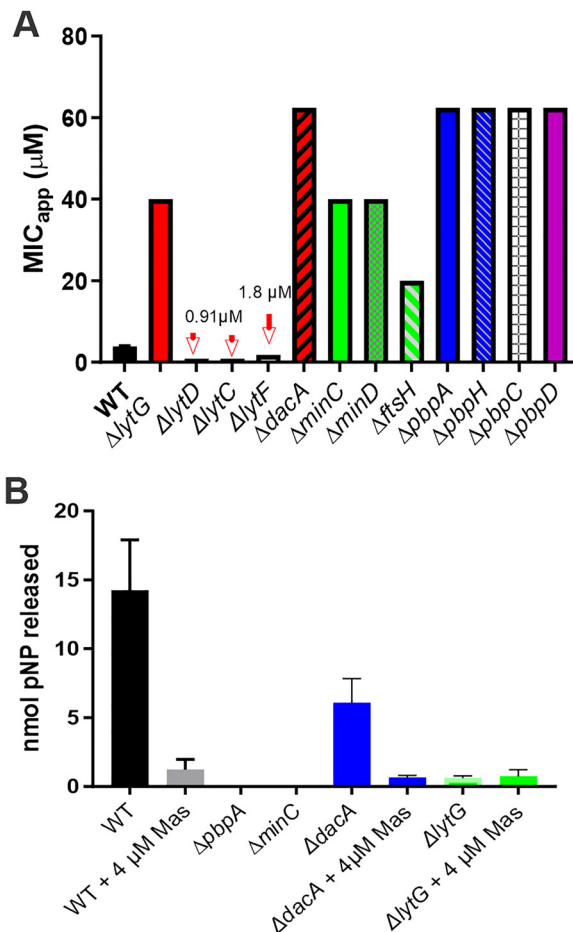 A
MICapp (μM)
80
60
40
20
0
0.91μM
1.8 μM
WT
ΔlytG
ΔlytD
ΔlytC
ΔlytF
ΔdacA
ΔminC
ΔminD
ΔftsH
ΔpbpA
ΔpbpH
ΔpbpC
ΔpbpD
B
nmol pNP released
20
15
10
5
0
WT
WT + 4 μM Mas
ΔpbpA
ΔminC
ΔdacA
ΔdacA + 4μM Mas
ΔlytG
ΔlytG + 4 μM Mas